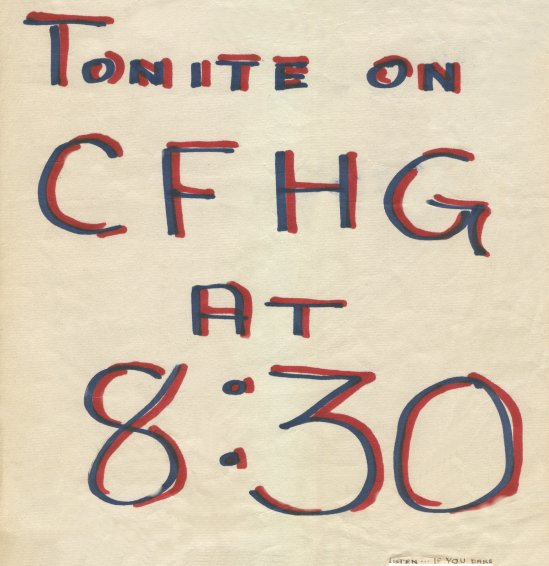 TONITE ON
CFHG
AT
8:30
LISTEN... IF YOU DARE